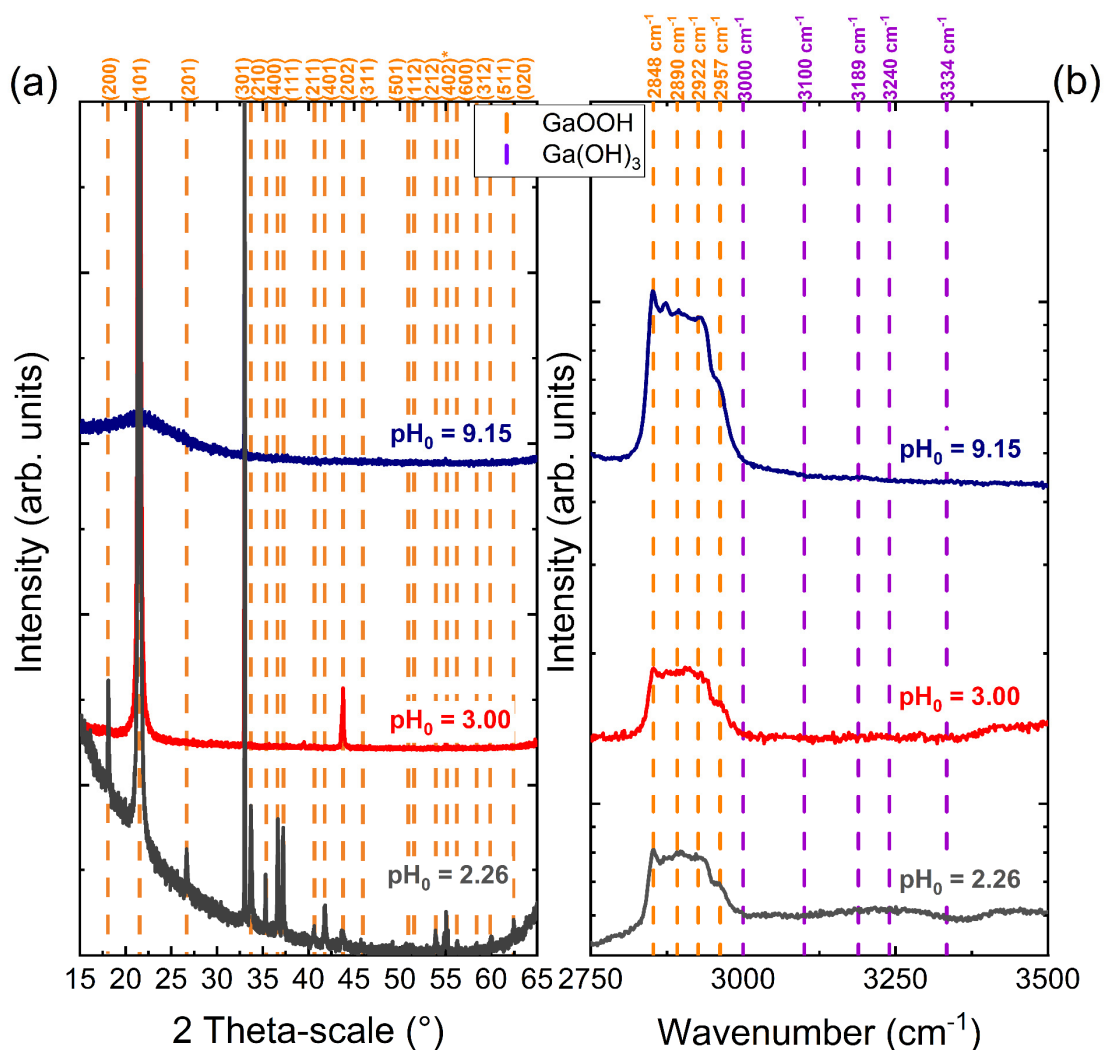 (a)
(200)
(101)
(201)
(301)
(210)
(400)
(111)
(211)
(401)
(202)
(311)
(501)
(112)
(212)
(402)*
(600)
(312)
(511)
(020)
GaOOH
Ga(OH)₃
Intensity (arb. units)
pH₀ = 9.15
pH₀ = 3.00
pH₀ = 2.26
15 20 25 30 35 40 45 50 55 60 65
2 Theta-scale (°)
(b)
2848 cm⁻¹
2890 cm⁻¹
2922 cm⁻¹
2957 cm⁻¹
3000 cm⁻¹
3100 cm⁻¹
3189 cm⁻¹
3240 cm⁻¹
3334 cm⁻¹
Intensity (arb. units)
pH₀ = 9.15
pH₀ = 3.00
pH₀ = 2.26
2750 3000 3250 3500
Wavenumber (cm⁻¹)